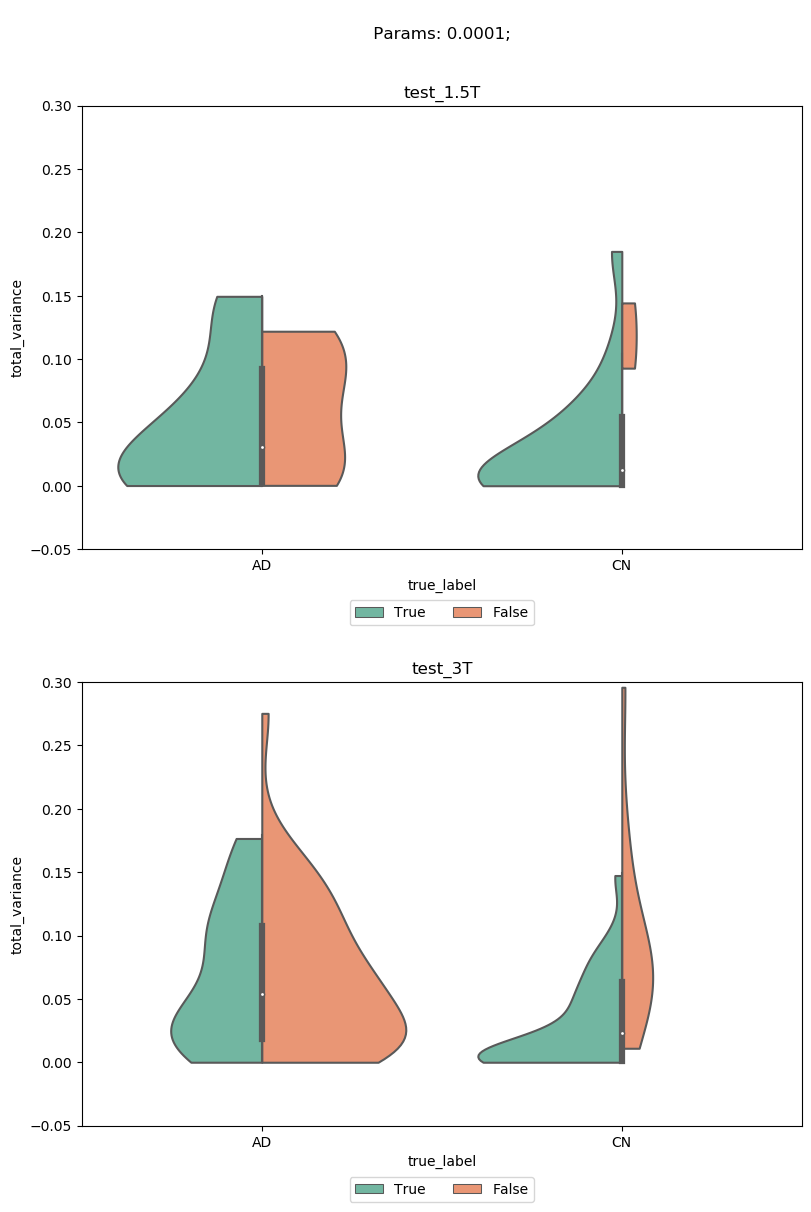 Params: 0.0001;
test_1.5T
0.30
0.25
0.20
0.15
0.10
0.05
0.00
−0.05
total_variance
AD CN
true_label
True False
test_3T
0.30
0.25
0.20
0.15
0.10
0.05
0.00
−0.05
total_variance
AD CN
true_label
True False